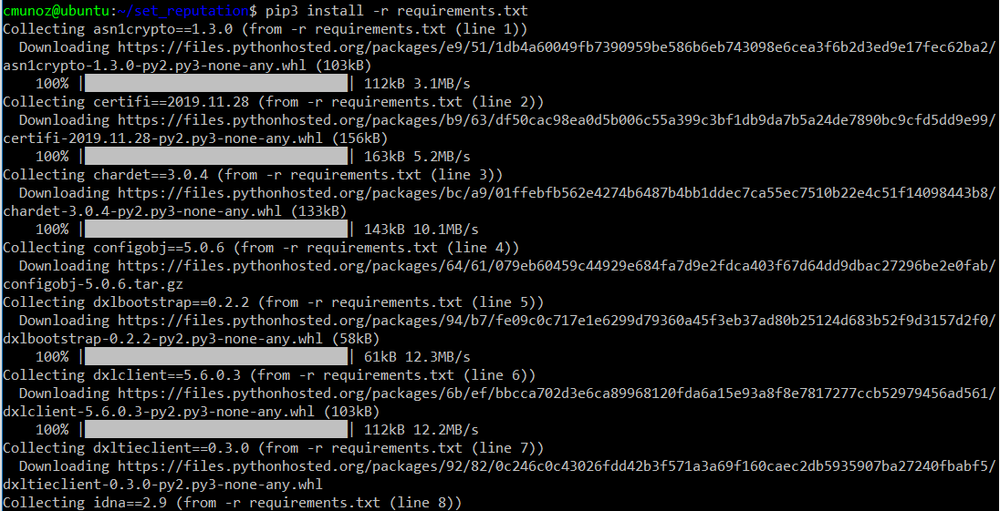 cmunoz@ubuntu:~/set_reputation$ pip3 install -r requirements.txt
Collecting asn1crypto==1.3.0 (from -r requirements.txt (line 1))
  Downloading https://files.pythonhosted.org/packages/e9/51/1db4a60049fb7390959be586b6eb743098e6cea3f6b2d3ed9e17fec62ba2/
asn1crypto-1.3.0-py2.py3-none-any.whl (103kB)
    100% |████████████████████████████████| 112kB 3.1MB/s
Collecting certifi==2019.11.28 (from -r requirements.txt (line 2))
  Downloading https://files.pythonhosted.org/packages/b9/63/df50cac98ea0d5b006c55a399c3bf1db9da7b5a24de7890bc9cfd5dd9e99/
certifi-2019.11.28-py2.py3-none-any.whl (156kB)
    100% |████████████████████████████████| 163kB 5.2MB/s
Collecting chardet==3.0.4 (from -r requirements.txt (line 3))
  Downloading https://files.pythonhosted.org/packages/bc/a9/01ffebfb562e4274b6487b4bb1ddec7ca55ec7510b22e4c51f14098443b8/
chardet-3.0.4-py2.py3-none-any.whl (133kB)
    100% |████████████████████████████████| 143kB 10.1MB/s
Collecting configobj==5.0.6 (from -r requirements.txt (line 4))
  Downloading https://files.pythonhosted.org/packages/64/61/079eb60459c44929e684fa7d9e2fdca403f67d64dd9dbac27296be2e0fab/
configobj-5.0.6.tar.gz
Collecting dxlbootstrap==0.2.2 (from -r requirements.txt (line 5))
  Downloading https://files.pythonhosted.org/packages/94/b7/fe09c0c717e1e6299d79360a45f3eb37ad80b25124d683b52f9d3157d2f0/
dxlbootstrap-0.2.2-py2.py3-none-any.whl (58kB)
    100% |████████████████████████████████| 61kB 12.3MB/s
Collecting dxlclient==5.6.0.3 (from -r requirements.txt (line 6))
  Downloading https://files.pythonhosted.org/packages/6b/ef/bbcca702d3e6ca89968120fda6a15e93a8f8e7817277ccb52979456ad561/
dxlclient-5.6.0.3-py2.py3-none-any.whl (103kB)
    100% |████████████████████████████████| 112kB 12.2MB/s
Collecting dxltieclient==0.3.0 (from -r requirements.txt (line 7))
  Downloading https://files.pythonhosted.org/packages/92/82/0c246c0c43026fdd42b3f571a3a69f160caec2db5935907ba27240fbabf5/
dxltieclient-0.3.0-py2.py3-none-any.whl
Collecting idna==2.9 (from -r requirements.txt (line 8))